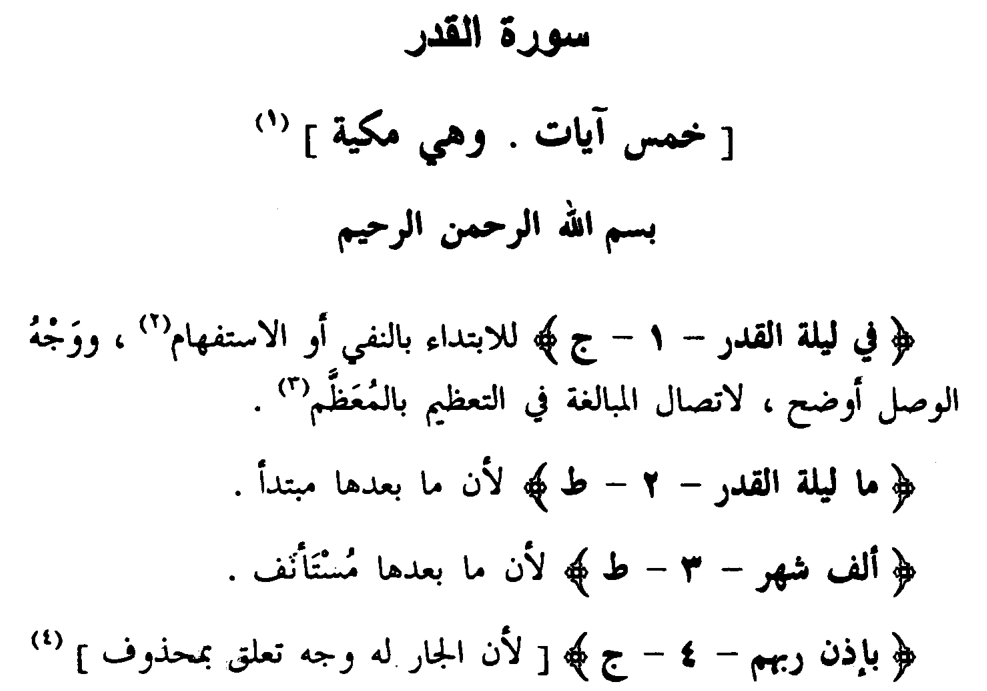 سورة القدر
[ خمس آيات . وهي مكية ] (١)
بسم الله الرحمن الرحيم
﴿ في ليلة القدر – ١ – ج ﴾ للابتداء بالنفي أو الاستفهام(٢) ، ووَجْهُ
الوصل أوضح ، لاتصال المبالغة في التعظيم بالمُعَظَّم(٣) .
﴿ ما ليلة القدر – ٢ – ط ﴾ لأن ما بعدها مبتدأ .
﴿ ألف شهر – ٣ – ط ﴾ لأن ما بعدها مُسْتَأنَف .
﴿ بإذن ربهم – ٤ – ج ﴾ [ لأن الجار له وجه تعلق بمحذوف ] (٤)